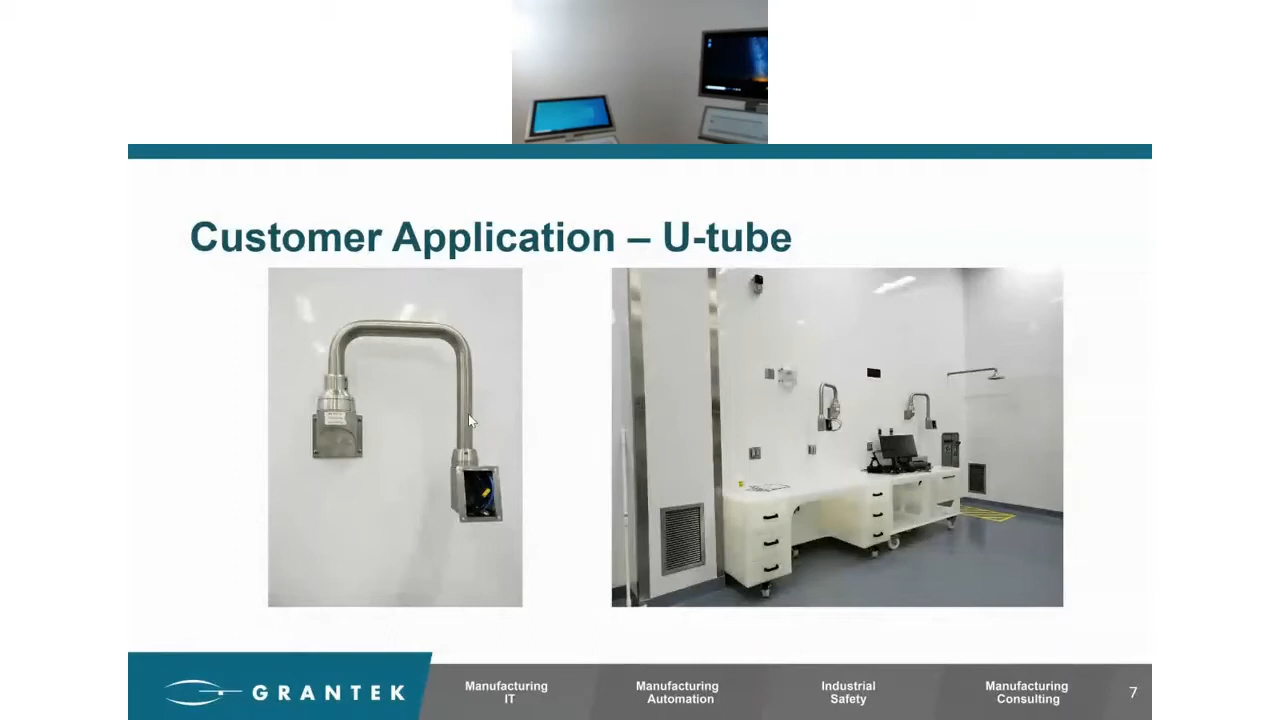 Customer Application – U-tube
GRANTEK
Manufacturing
IT
Manufacturing
Automation
Industrial
Safety
Manufacturing
Consulting
7